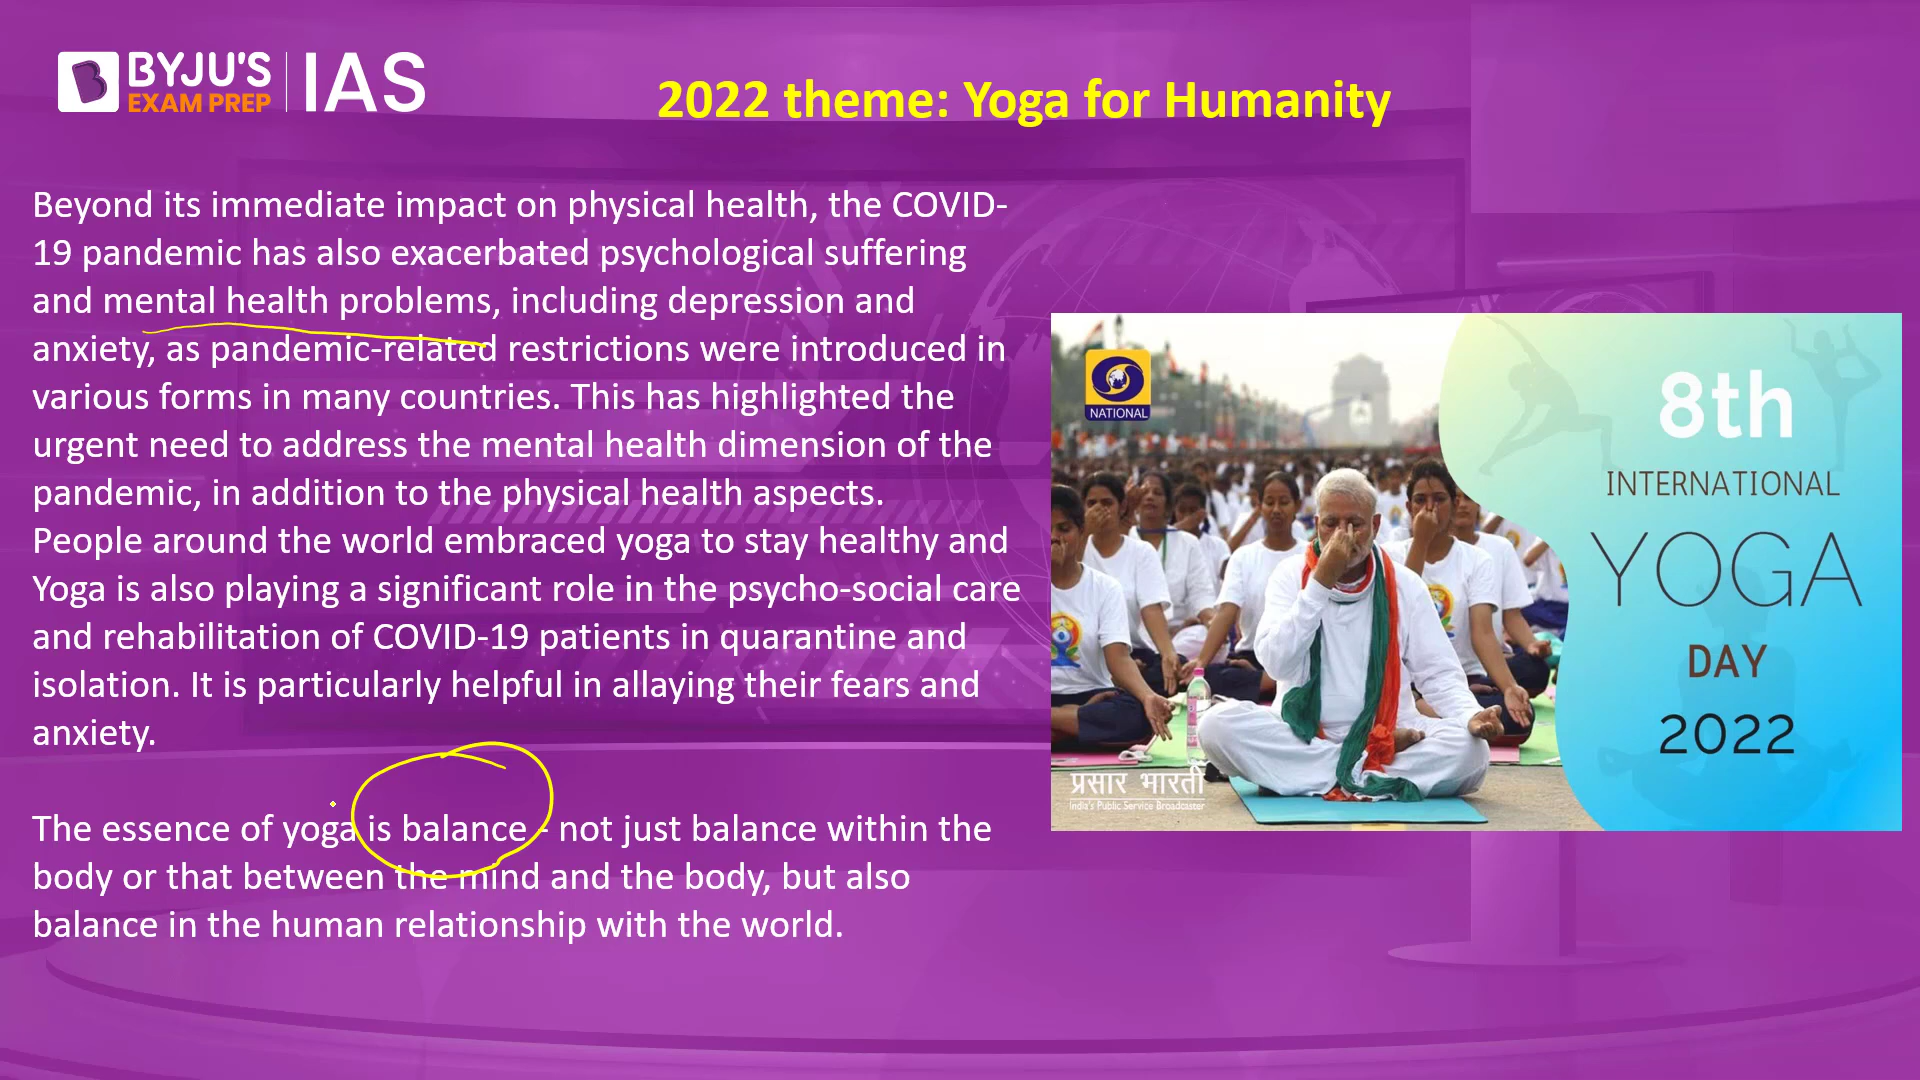 BYJU'S
EXAM PREP
IAS
2022 theme: Yoga for Humanity
Beyond its immediate impact on physical health, the COVID-
19 pandemic has also exacerbated psychological suffering
and mental health problems, including depression and
anxiety, as pandemic-related restrictions were introduced in
various forms in many countries. This has highlighted the
urgent need to address the mental health dimension of the
pandemic, in addition to the physical health aspects.
People around the world embraced yoga to stay healthy and
Yoga is also playing a significant role in the psycho-social care
and rehabilitation of COVID-19 patients in quarantine and
isolation. It is particularly helpful in allaying their fears and
anxiety.
The essence of yoga is balance - not just balance within the
body or that between the mind and the body, but also
balance in the human relationship with the world.
NATIONAL
8th
INTERNATIONAL
YOGA
DAY
2022
प्रसार भारती
India's Public Service Broadcaster